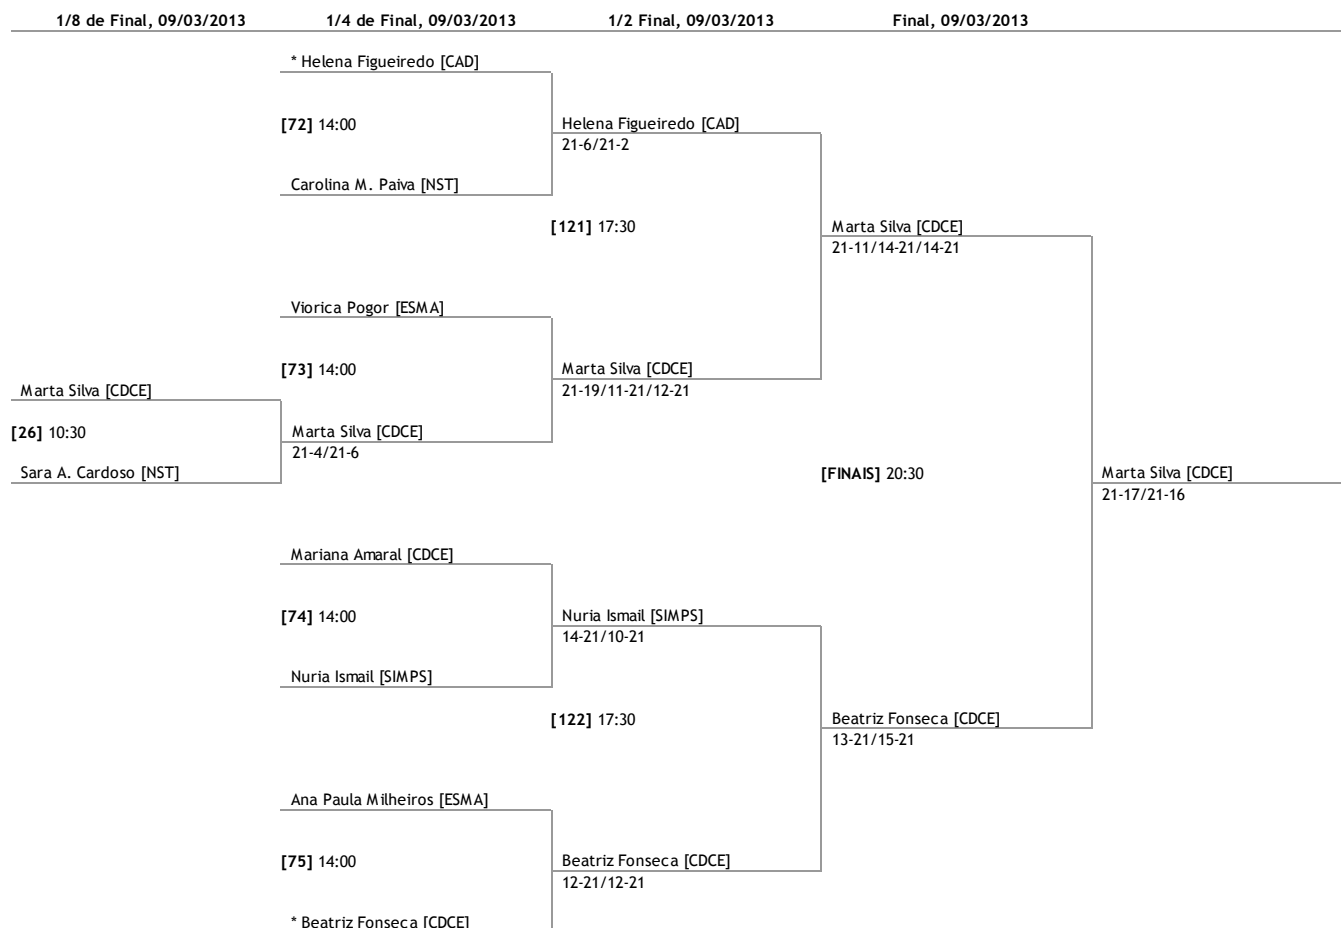 1/8 de Final, 09/03/2013 1/4 de Final, 09/03/2013 1/2 Final, 09/03/2013 Final, 09/03/2013
* Helena Figueiredo [CAD]
[72] 14:00 Helena Figueiredo [CAD]
21-6/21-2
Carolina M. Paiva [NST]
[121] 17:30 Marta Silva [CDCE]
21-11/14-21/14-21
Viorica Pogor [ESMA]
[73] 14:00 Marta Silva [CDCE]
Marta Silva [CDCE] 21-19/11-21/12-21
[26] 10:30 Marta Silva [CDCE]
21-4/21-6
Sara A. Cardoso [NST] [FINAIS] 20:30 Marta Silva [CDCE]
21-17/21-16
Mariana Amaral [CDCE]
[74] 14:00 Nuria Ismail [SIMPS]
14-21/10-21
Nuria Ismail [SIMPS]
[122] 17:30 Beatriz Fonseca [CDCE]
13-21/15-21
Ana Paula Milheiros [ESMA]
[75] 14:00 Beatriz Fonseca [CDCE]
12-21/12-21
* Beatriz Fonseca [CDCE]